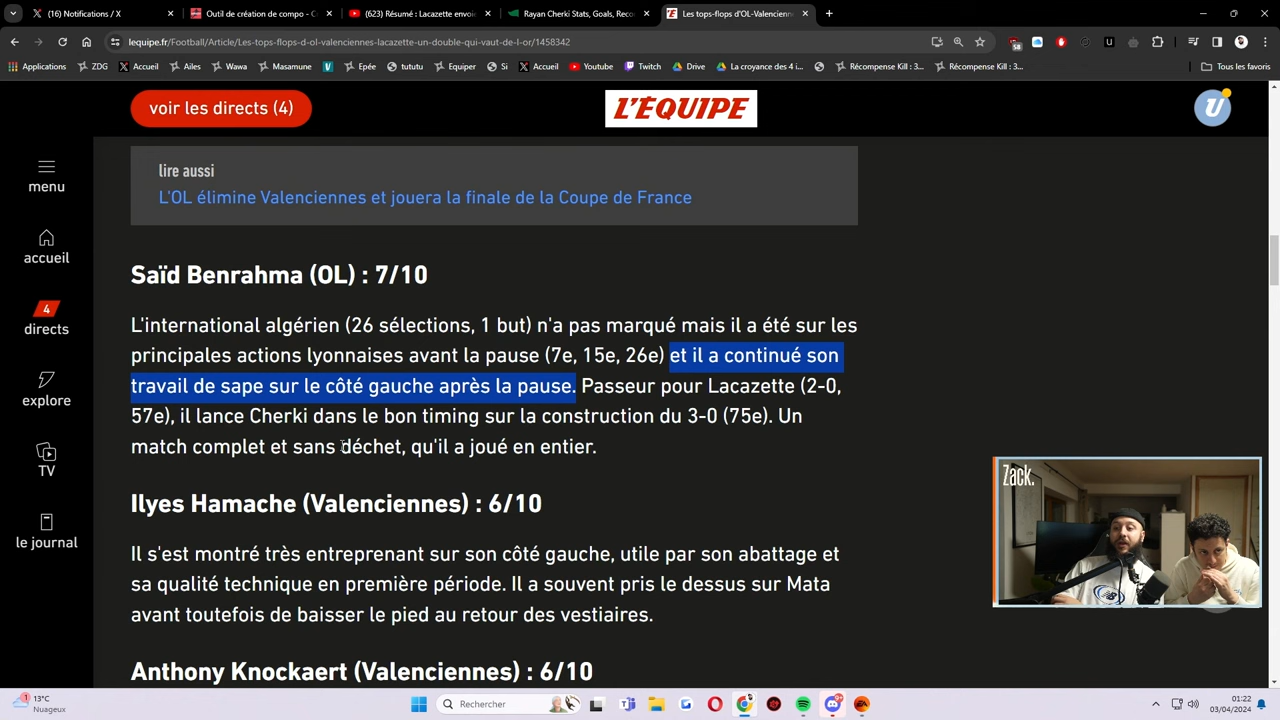 (1) Notifications / X
Outil de création de compo - C
(623) Résumé : Lacazette envoie
Rayan Cherki Stats, Goals, Reco
Les tops-flops d'OL-Valencienn
lequipe.fr/Football/Article/Les-tops-flops-d-ol-valenciennes-lacazette-un-double-qui-vaut-de-l-or/1458342
Applications ZDG Accueil Ailes Wawa Masamune Epée tututu Equiper Si Accueil Youtube Twitch Drive La croyance des 4 i... Récompense Kill : 3... Récompense Kill : 3... Tous les favoris
voir les directs (4)
L'ÉQUIPE
menu
accueil
4
directs
explore
TV
le journal
lire aussi
L'OL élimine Valenciennes et jouera la finale de la Coupe de France
Saïd Benrahma (OL) : 7/10
L'international algérien (26 sélections, 1 but) n'a pas marqué mais il a été sur les
principales actions lyonnaises avant la pause (7e, 15e, 26e) et il a continué son
travail de sape sur le côté gauche après la pause. Passeur pour Lacazette (2-0,
57e), il lance Cherki dans le bon timing sur la construction du 3-0 (75e). Un
match complet et sans déchet, qu'il a joué en entier.
Ilyes Hamache (Valenciennes) : 6/10
Il s'est montré très entreprenant sur son côté gauche, utile par son abattage et
sa qualité technique en première période. Il a souvent pris le dessus sur Mata
avant toutefois de baisser le pied au retour des vestiaires.
Anthony Knockaert (Valenciennes) : 6/10
Zack.
13°C
Nuageux
Rechercher
01:22
03/04/2024